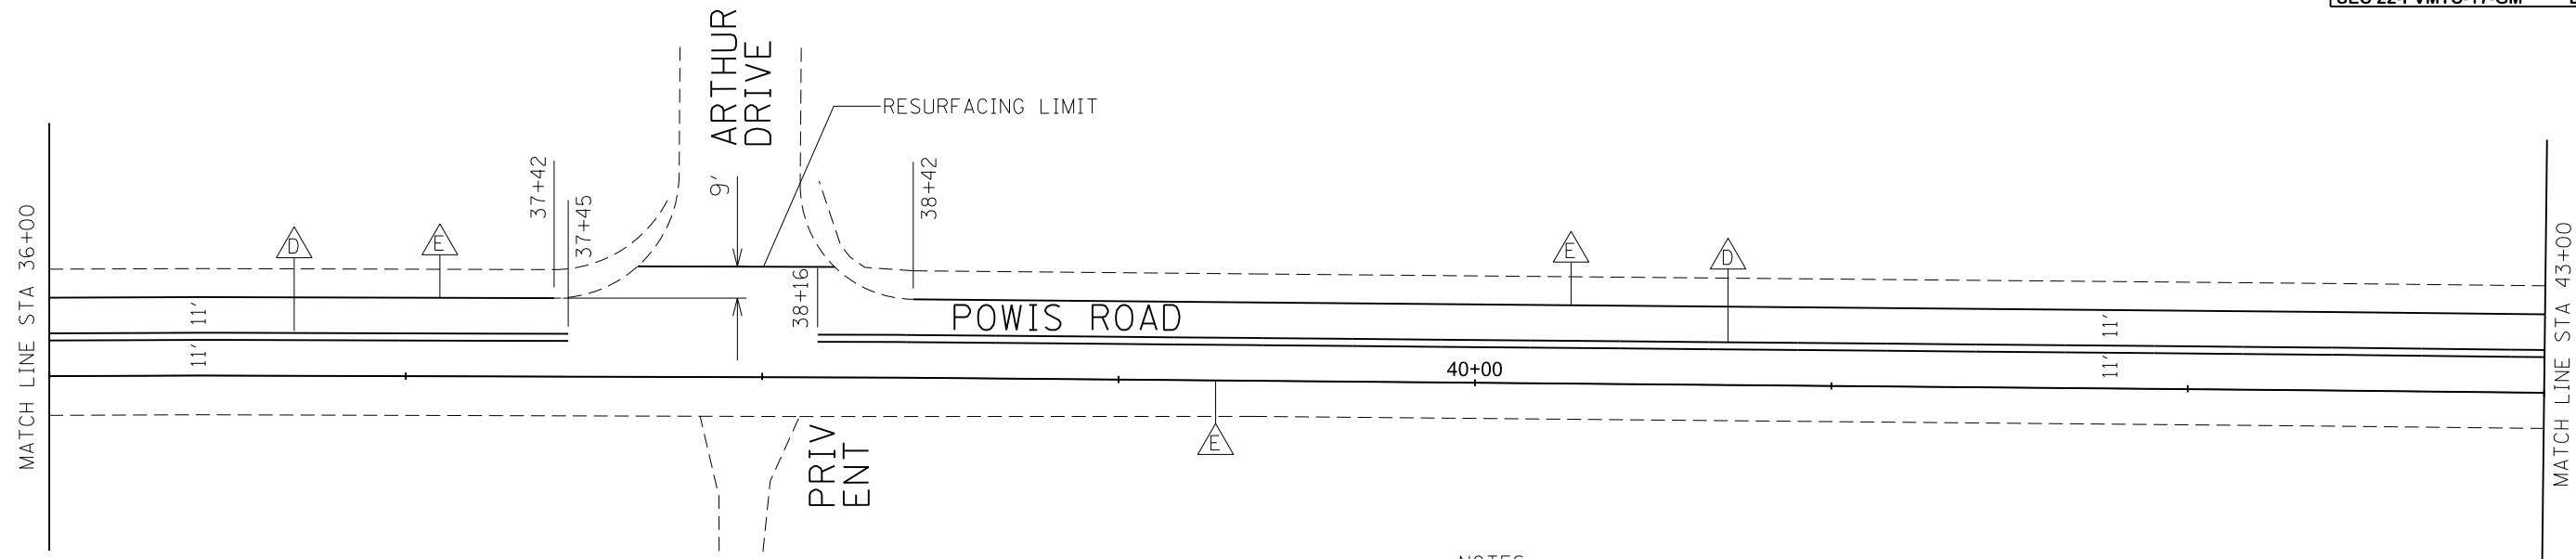 ARTHUR
DRIVE
RESURFACING LIMIT
37+42
37+45
9'
38+42
38+16
MATCH LINE STA 36+00
D
E
E
D
MATCH LINE STA 43+00
11'
11'
POWIS ROAD
11'
11'
40+00
E
PRIV
ENT